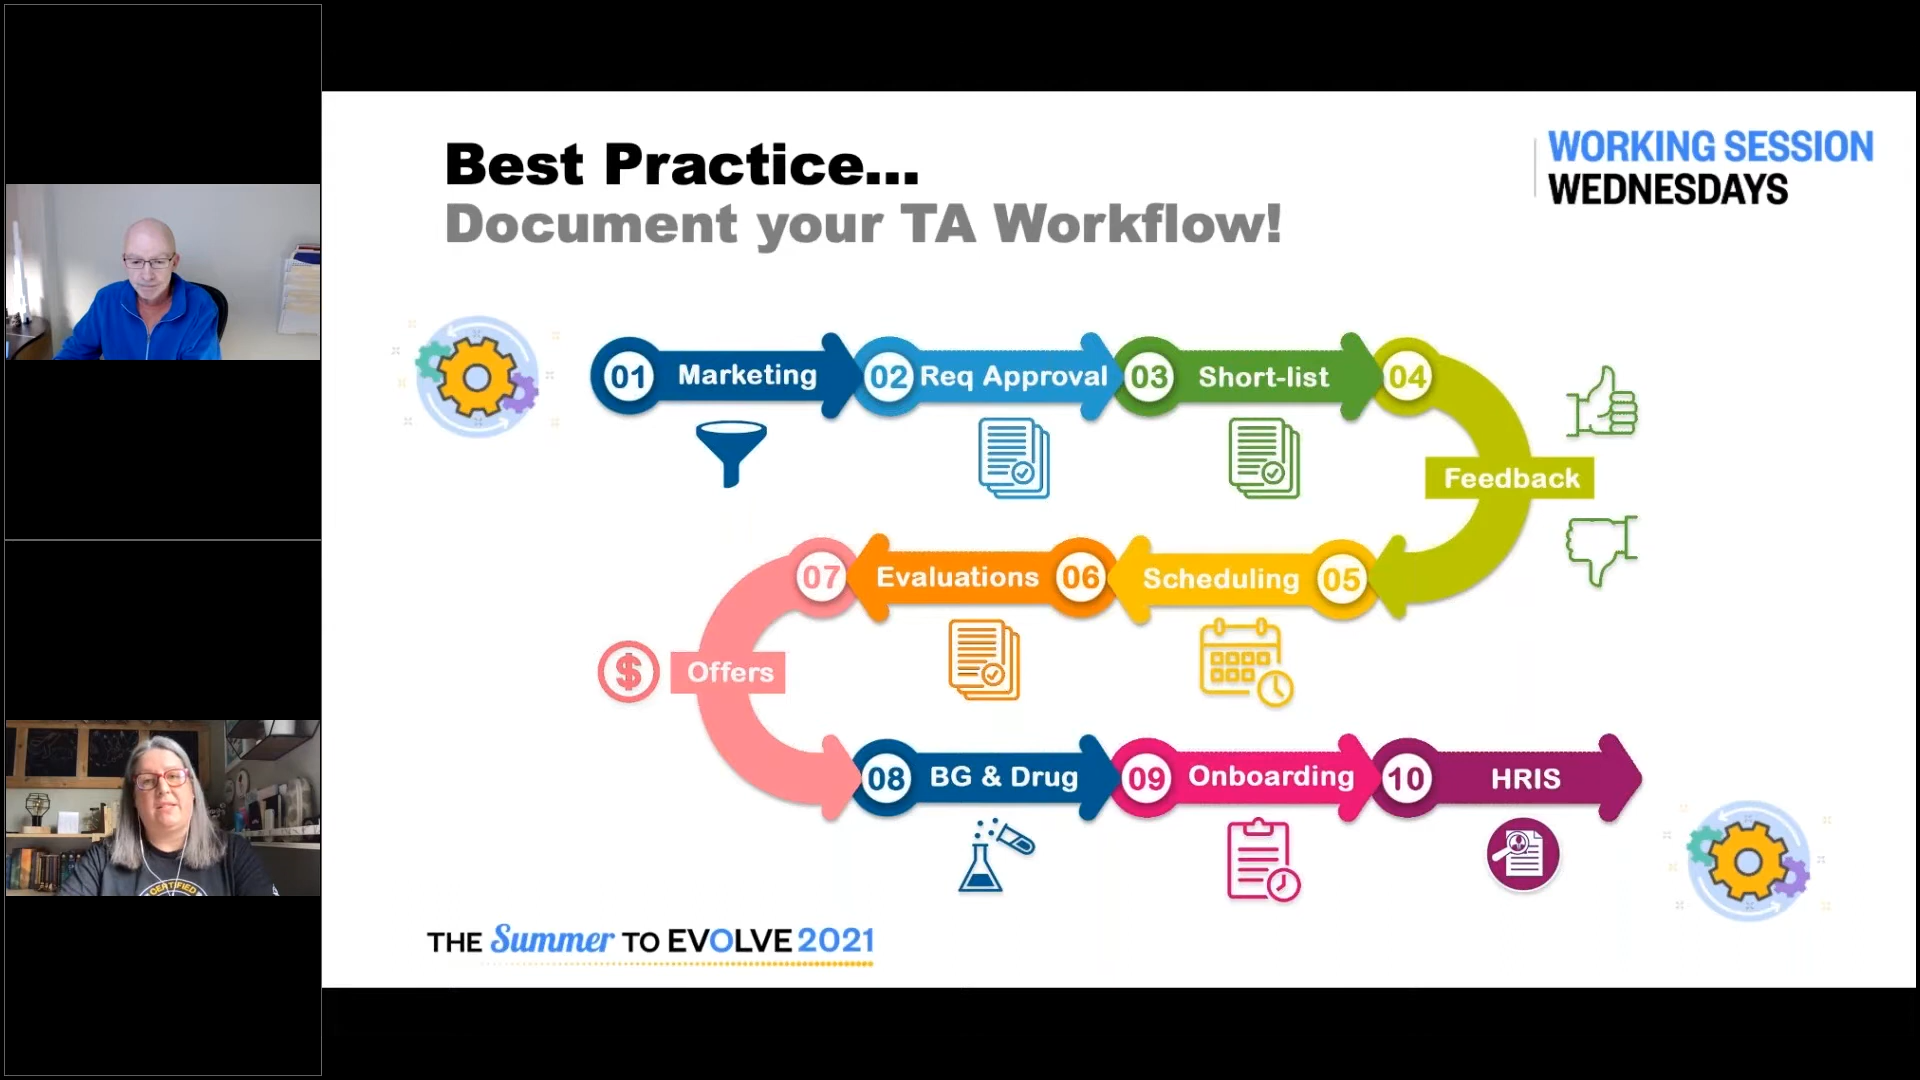 Best Practice...
Document your TA Workflow!
WORKING SESSION
WEDNESDAYS
01 Marketing
02 Req Approval
03 Short-list
04
Feedback
Scheduling 05
Evaluations 06
07
$ Offers
08 BG & Drug
09 Onboarding
10 HRIS
THE Summer TO EVOLVE 2021
CERTIFIED